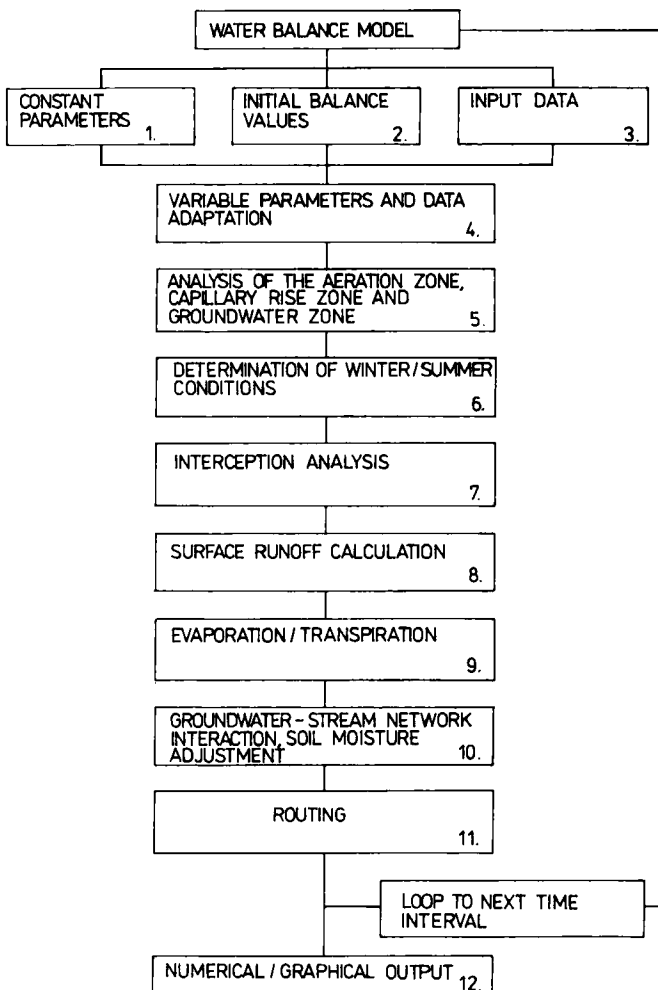 WATER BALANCE MODEL
CONSTANT
PARAMETERS
1.
INITIAL BALANCE
VALUES
2.
INPUT DATA
3.
VARIABLE PARAMETERS AND DATA
ADAPTATION
4.
ANALYSIS OF THE AERATION ZONE,
CAPILLARY RISE ZONE AND
GROUNDWATER ZONE
5.
DETERMINATION OF WINTER/SUMMER
CONDITIONS
6.
INTERCEPTION ANALYSIS
7.
SURFACE RUNOFF CALCULATION
8.
EVAPORATION/TRANSPIRATION
9.
GROUNDWATER-STREAM NETWORK
INTERACTION, SOIL MOISTURE
ADJUSTMENT
10.
ROUTING
11.
LOOP TO NEXT TIME
INTERVAL
NUMERICAL/GRAPHICAL OUTPUT 12.